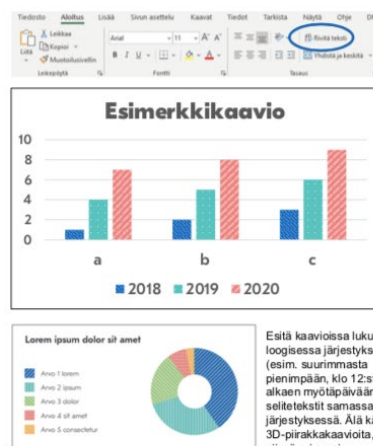 Tiedosto Aloitus Lisää Sivun asettelu Kaavat Tiedot Tarkista Näytä Ohje
Liitä
Leikkaa
Kopioi
Muotoilusivellin
Leikepöytä
Arial 11
Fontti
Rivitä teksti
Yhdistä ja keskitä
Tasaus
Esimerkkikaavio
10
8
6
4
2
0
a b c
2018 2019 2020
Lorem ipsum dolor sit amet
Arvo 1 lorem
Arvo 2 ipsum
Arvo 3 dolor
Arvo 4 sit amet
Arvo 5 consectetur
Esitä kaavioissa luku
loogisessa järjestyks
(esim. suurimmasta
pienimpään, klo 12:s
alkaen myötäpäivään
selitetekstit samassa
järjestyksessä. Älä kä
3D-piirakkakaavioita,